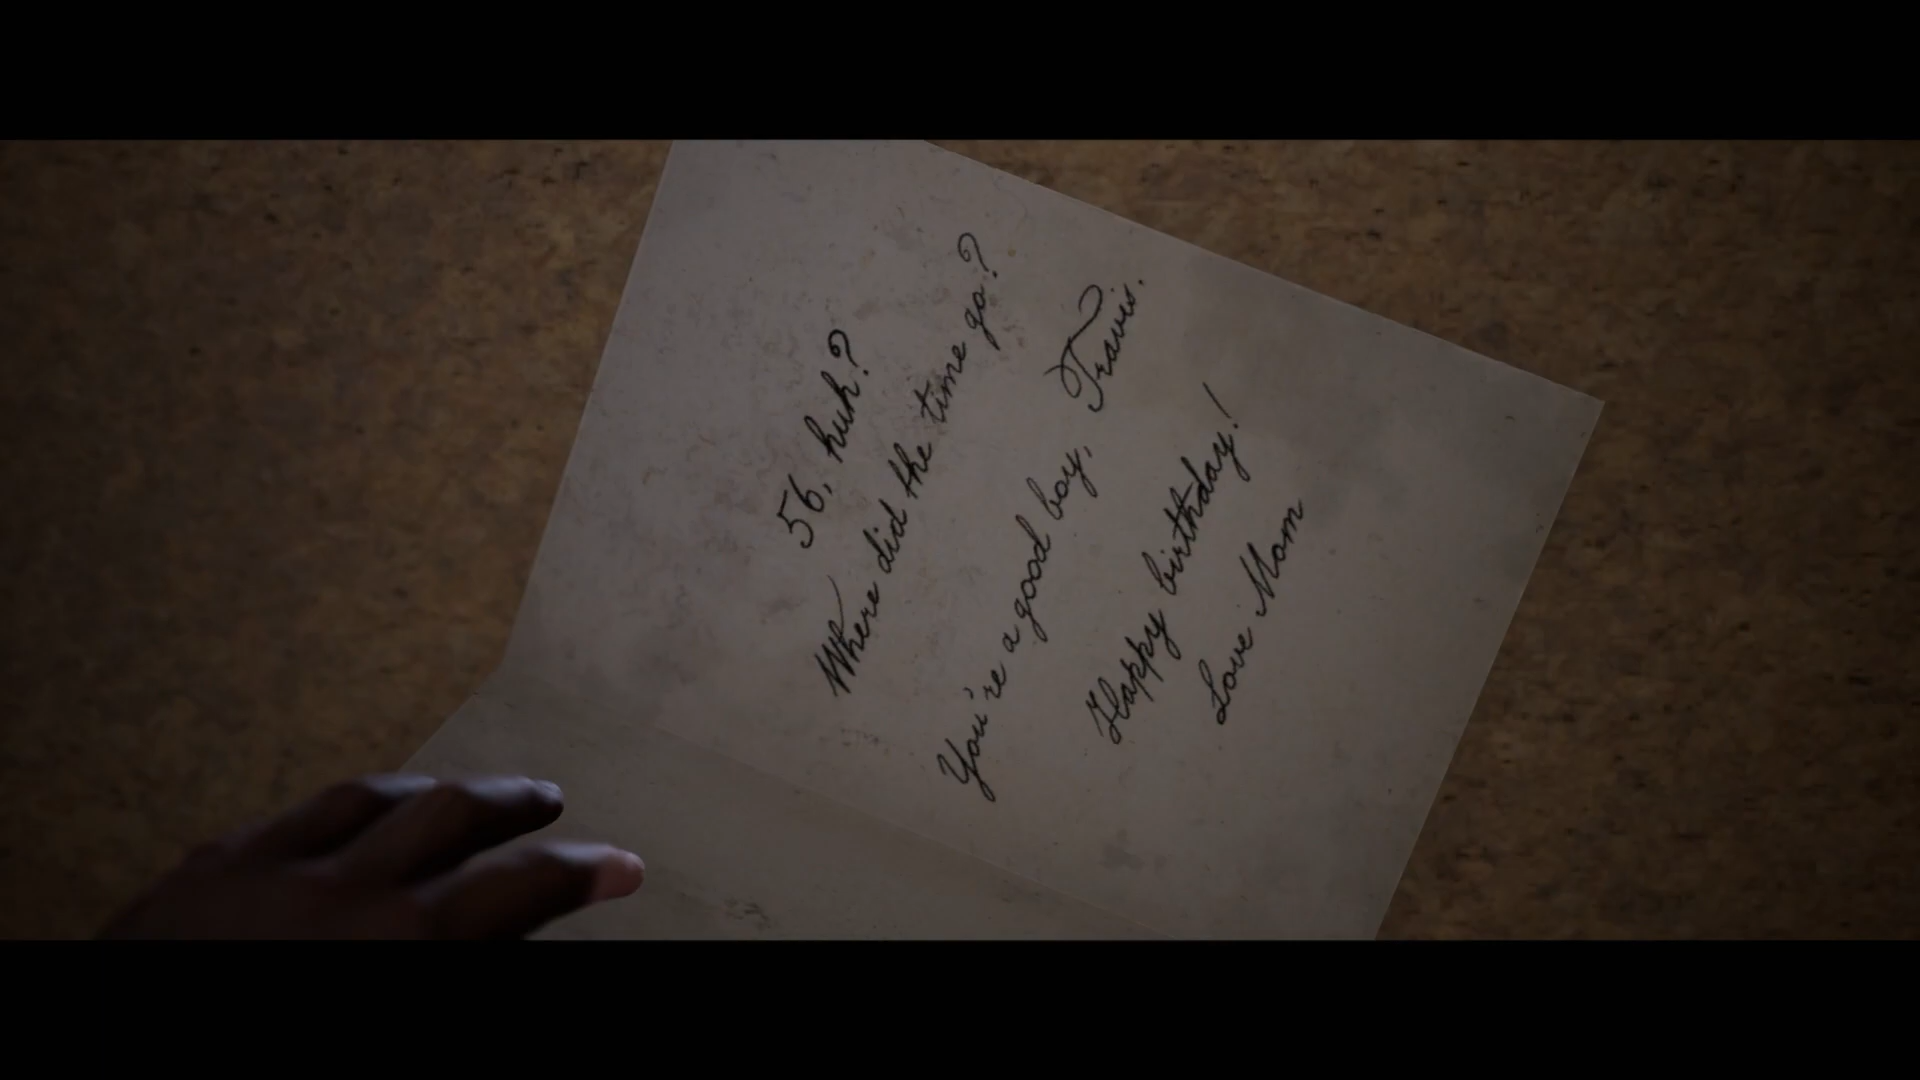 56, huh?
Where did the time go?
You're a good boy, Travis.
Happy birthday!
Love Mom